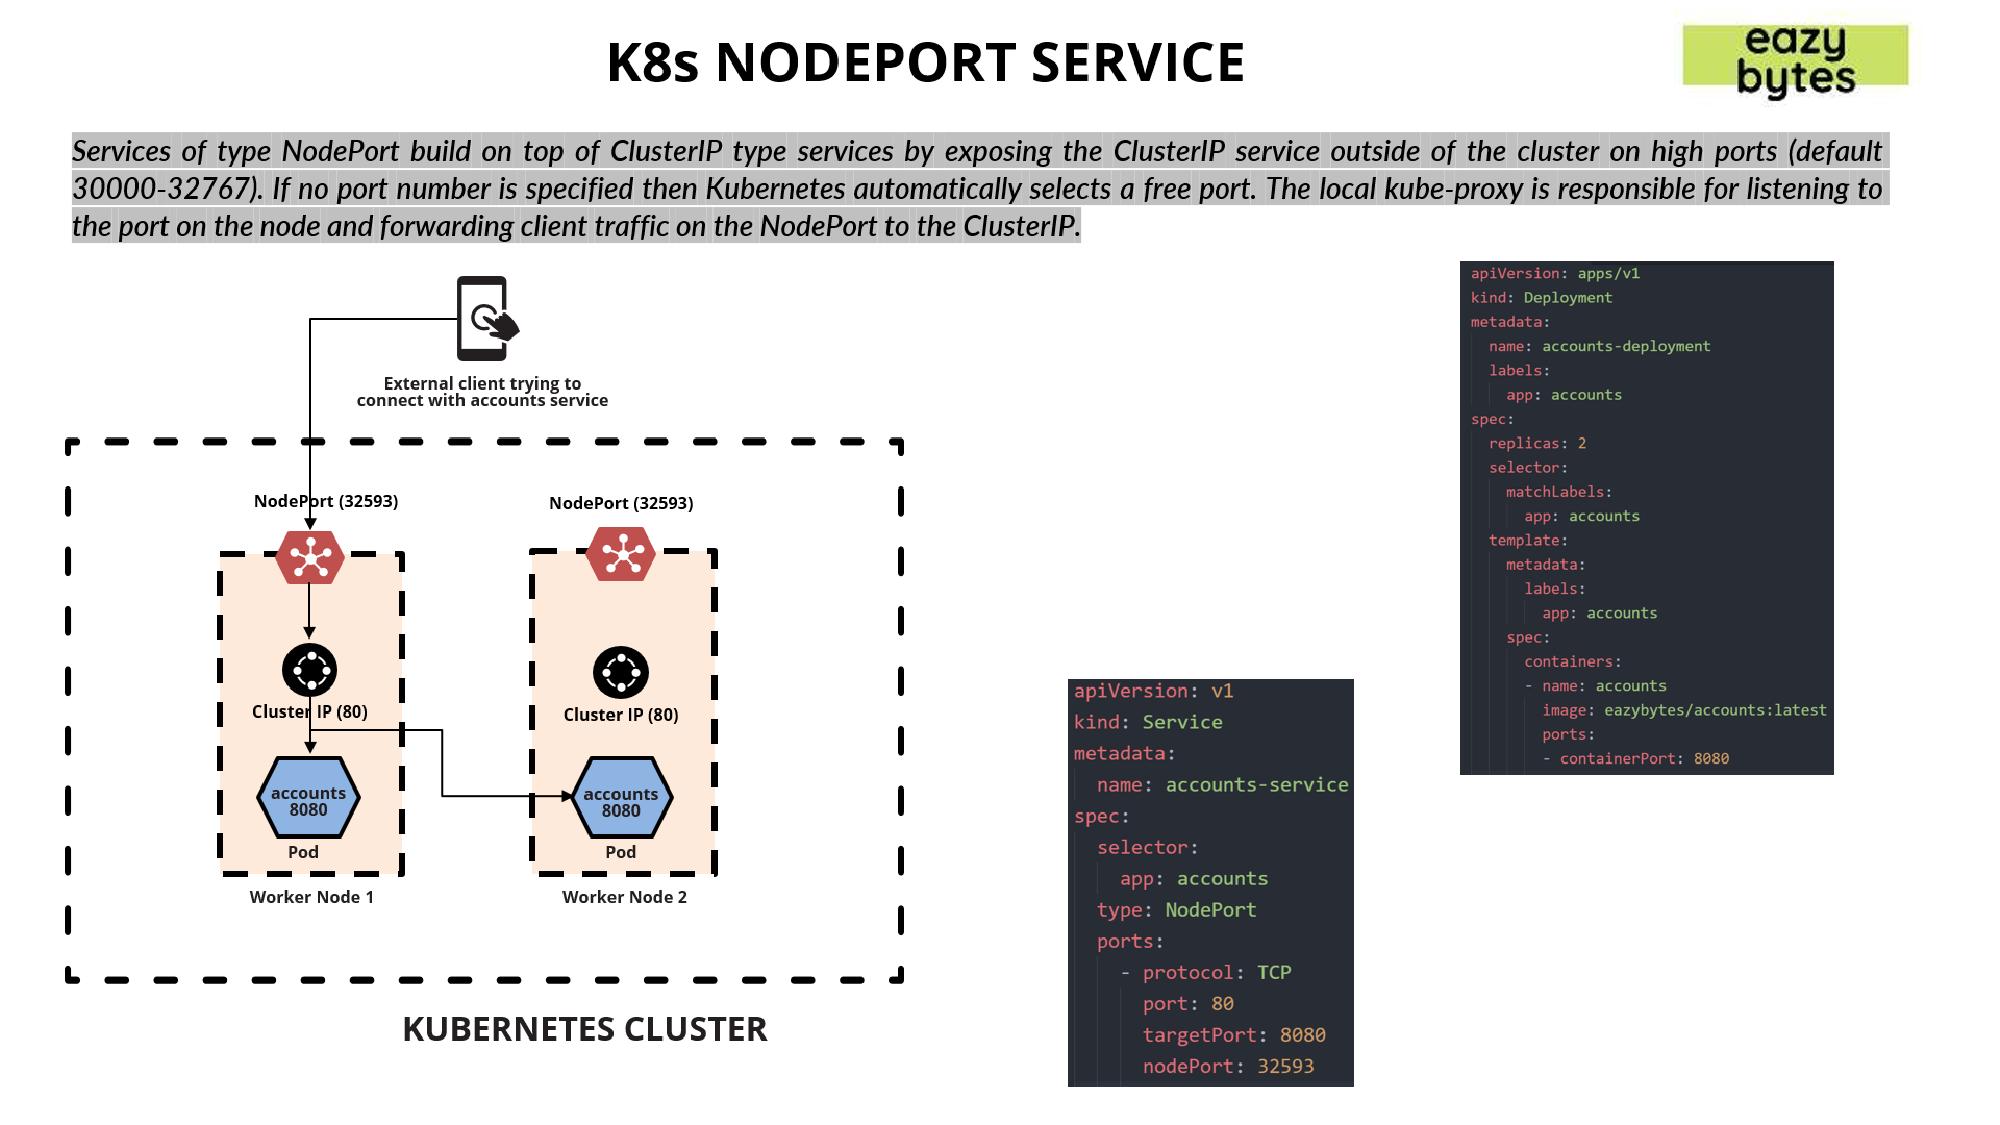 K8s NODEPORT SERVICE
eazy
bytes
Services of type NodePort build on top of ClusterIP type services by exposing the ClusterIP service outside of the cluster on high ports (default
30000-32767). If no port number is specified then Kubernetes automatically selects a free port. The local kube-proxy is responsible for listening to
the port on the node and forwarding client traffic on the NodePort to the ClusterIP.
External client trying to
connect with accounts service
NodePort (32593)
NodePort (32593)
Cluster IP (80)
Cluster IP (80)
accounts
8080
accounts
8080
Pod
Pod
Worker Node 1
Worker Node 2
KUBERNETES CLUSTER
apiVersion: v1
kind: Service
metadata:
  name: accounts-service
spec:
  selector:
    app: accounts
  type: NodePort
  ports:
    - protocol: TCP
      port: 80
      targetPort: 8080
      nodePort: 32593
apiVersion: apps/v1
kind: Deployment
metadata:
  name: accounts-deployment
  labels:
    app: accounts
spec:
  replicas: 2
  selector:
    matchLabels:
      app: accounts
  template:
    metadata:
      labels:
        app: accounts
    spec:
      containers:
      - name: accounts
        image: eazybytes/accounts:latest
        ports:
        - containerPort: 8080